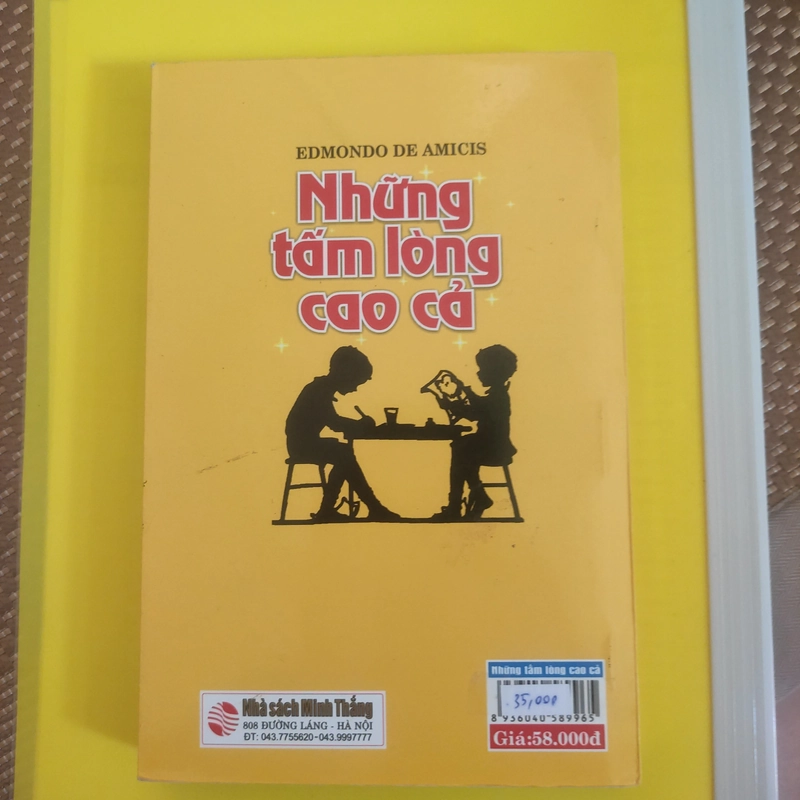 EDMONDO DE AMICIS
Những
tấm lòng
cao cả
Những tấm lòng cao cả
35,000
8 936040 589965
Giá:58.000đ
Nhà sách Minh Thắng
808 ĐƯỜNG LÁNG - HÀ NỘI
ĐT: 043.7755620-043.9997777